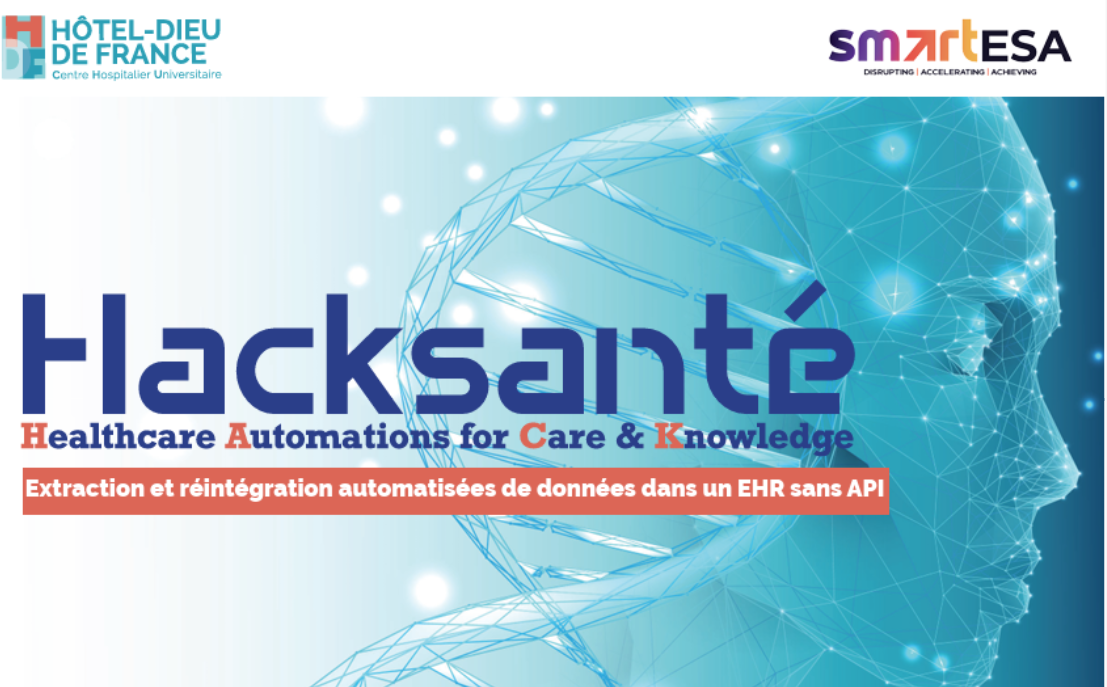 HÔTEL-DIEU
DE FRANCE
Centre Hospitalier Universitaire
smartESA
DISRUPTING | ACCELERATING | ACHIEVING
Hacksanté
Healthcare Automations for Care & Knowledge
Extraction et réintégration automatisées de données dans un EHR sans API